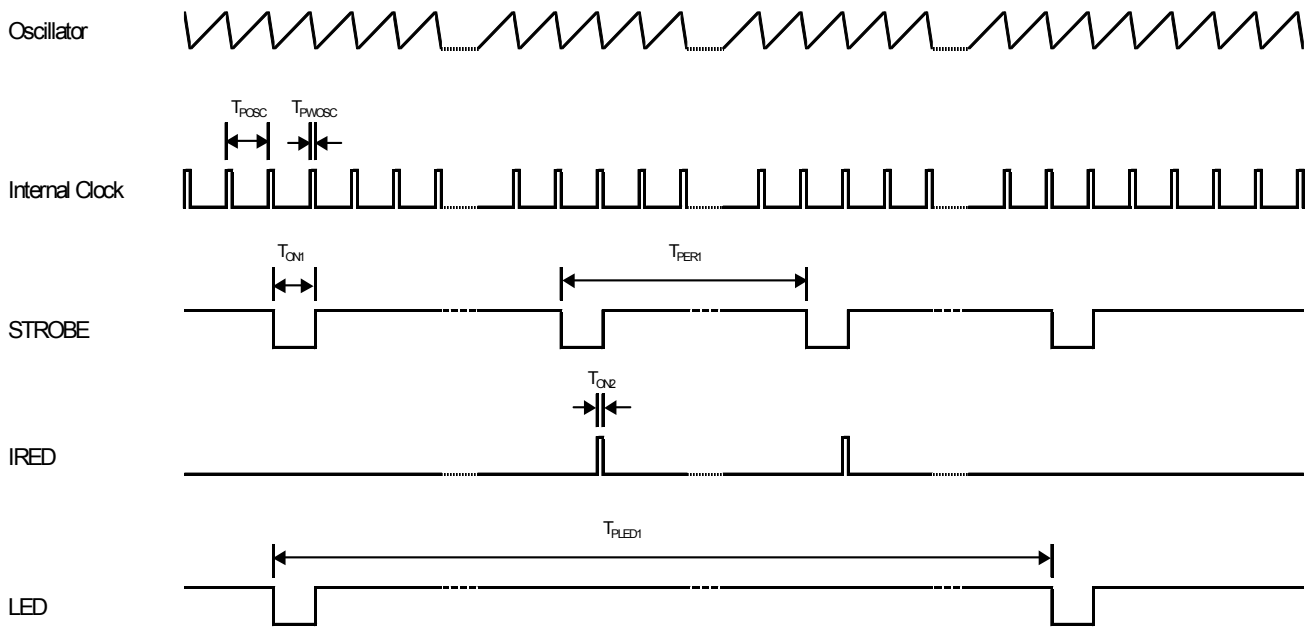 Oscillator
TPOSC
TPWOSC
Internal Clock
TON1
TPER1
STROBE
TON2
IRED
TPLED1
LED